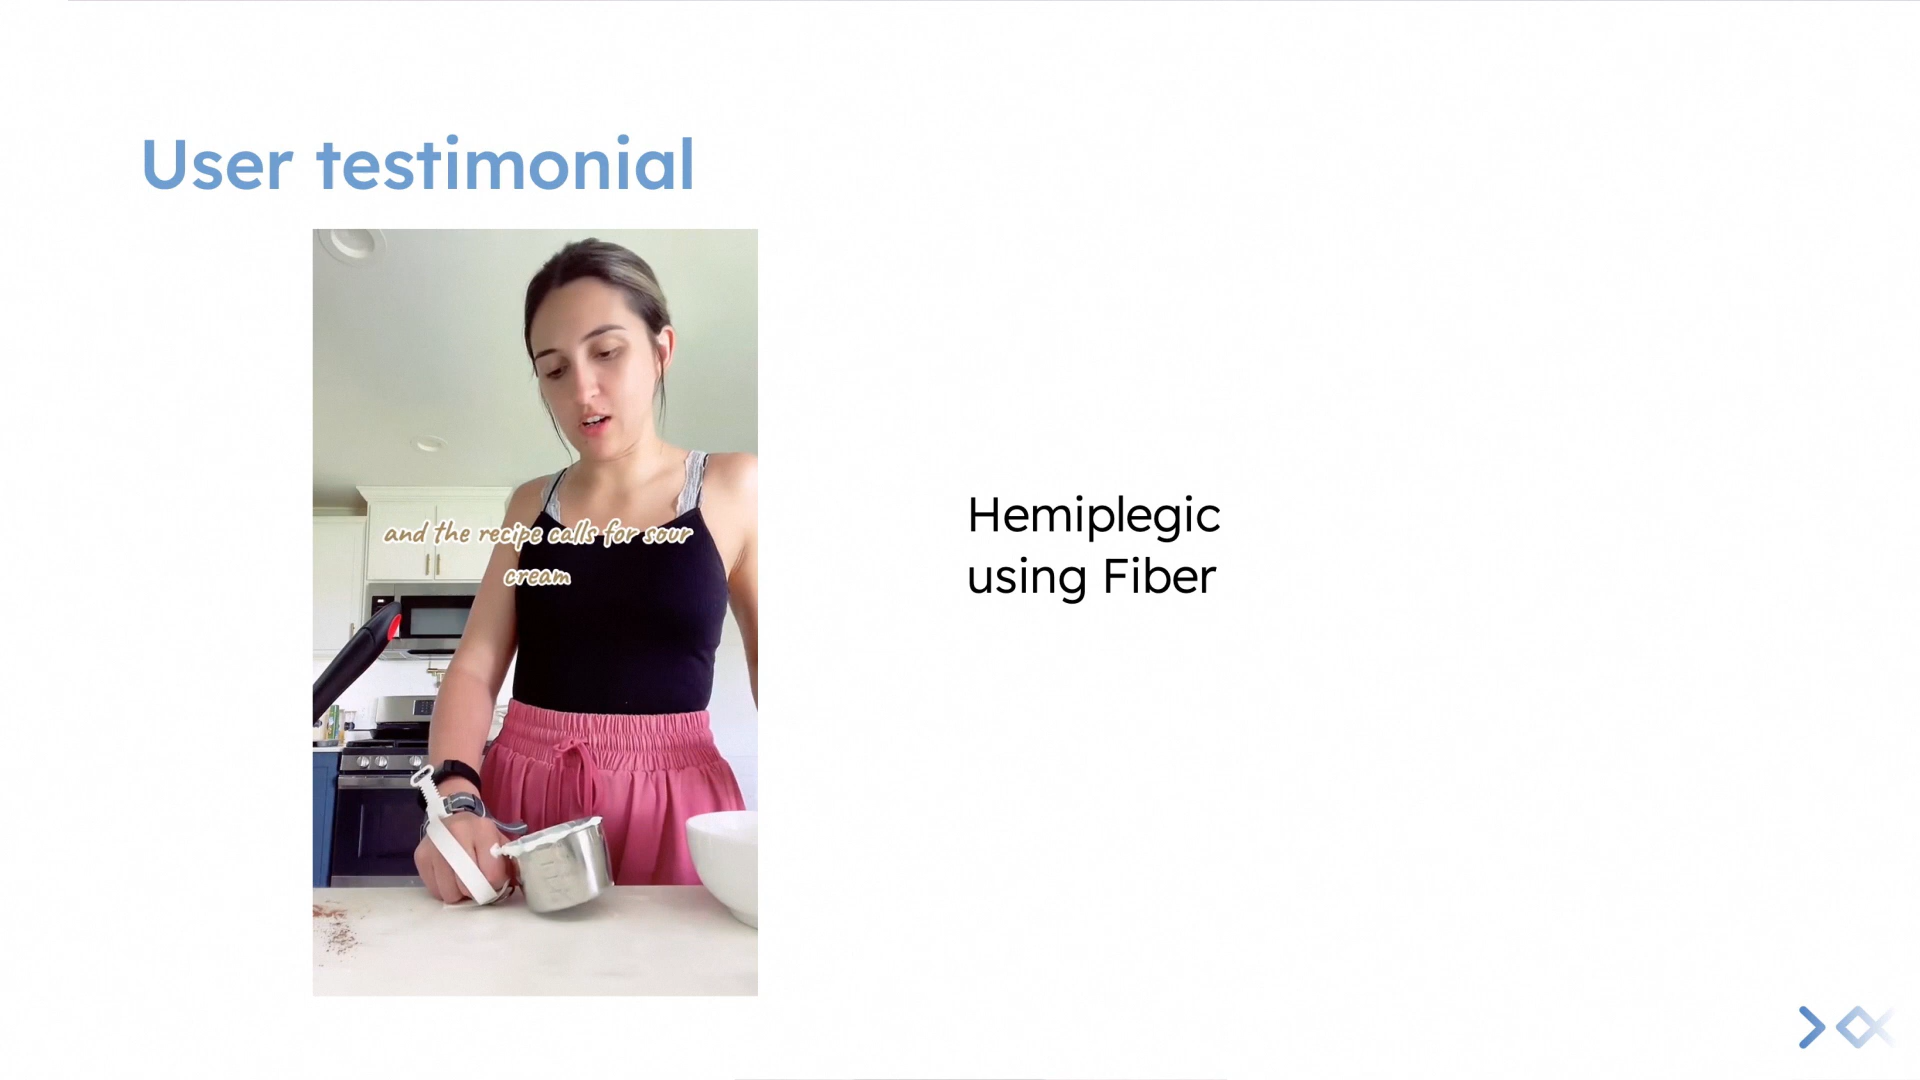 User testimonial
and the recipe calls for sour
cream
Hemiplegic
using Fiber